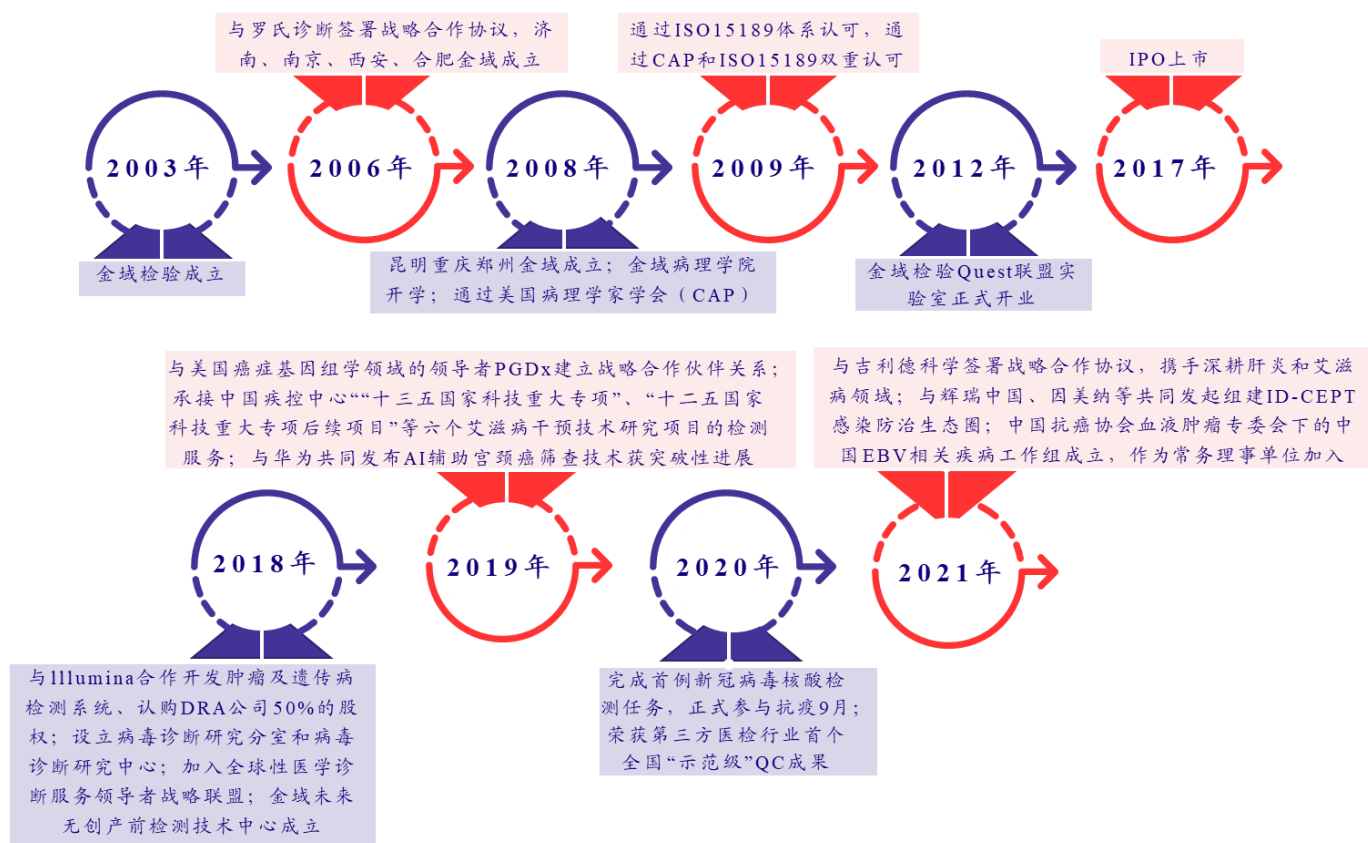 与罗氏诊断签署战略合作协议，济
南、南京、西安、合肥金域成立
通过ISO15189体系认可，通
过CAP和ISO15189双重认可
IPO上市
2003年
2006年
2008年
2009年
2012年
2017年
金域检验成立
昆明重庆郑州金域成立；金域病理学院
开学；通过美国病理学家学会（CAP）
金域检验Quest联盟实
验室正式开业
与美国癌症基因组学领域的领导者PGDx建立战略合作伙伴关系；
承接中国疾控中心““十三五国家科技重大专项”、“十二五国家
科技重大专项后续项目”等六个艾滋病干预技术研究项目的检测
服务；与华为共同发布AI辅助宫颈癌筛查技术获突破性进展
与吉利德科学签署战略合作协议，携手深耕肝炎和艾滋
病领域；与辉瑞中国、因美纳等共同发起组建ID-CEPT
感染防治生态圈；中国抗癌协会血液肿瘤专委会下的中
国EBV相关疾病工作组成立，作为常务理事单位加入
2018年
2019年
2020年
2021年
与lllumina合作开发肿瘤及遗传病
检测系统、认购DRA公司50%的股
权；设立病毒诊断研究分室和病毒
诊断研究中心；加入全球性医学诊
断服务领导者战略联盟；金域未来
无创产前检测技术中心成立
完成首例新冠病毒核酸检
测任务，正式参与抗疫9月；
荣获第三方医检行业首个
全国“示范级”QC成果